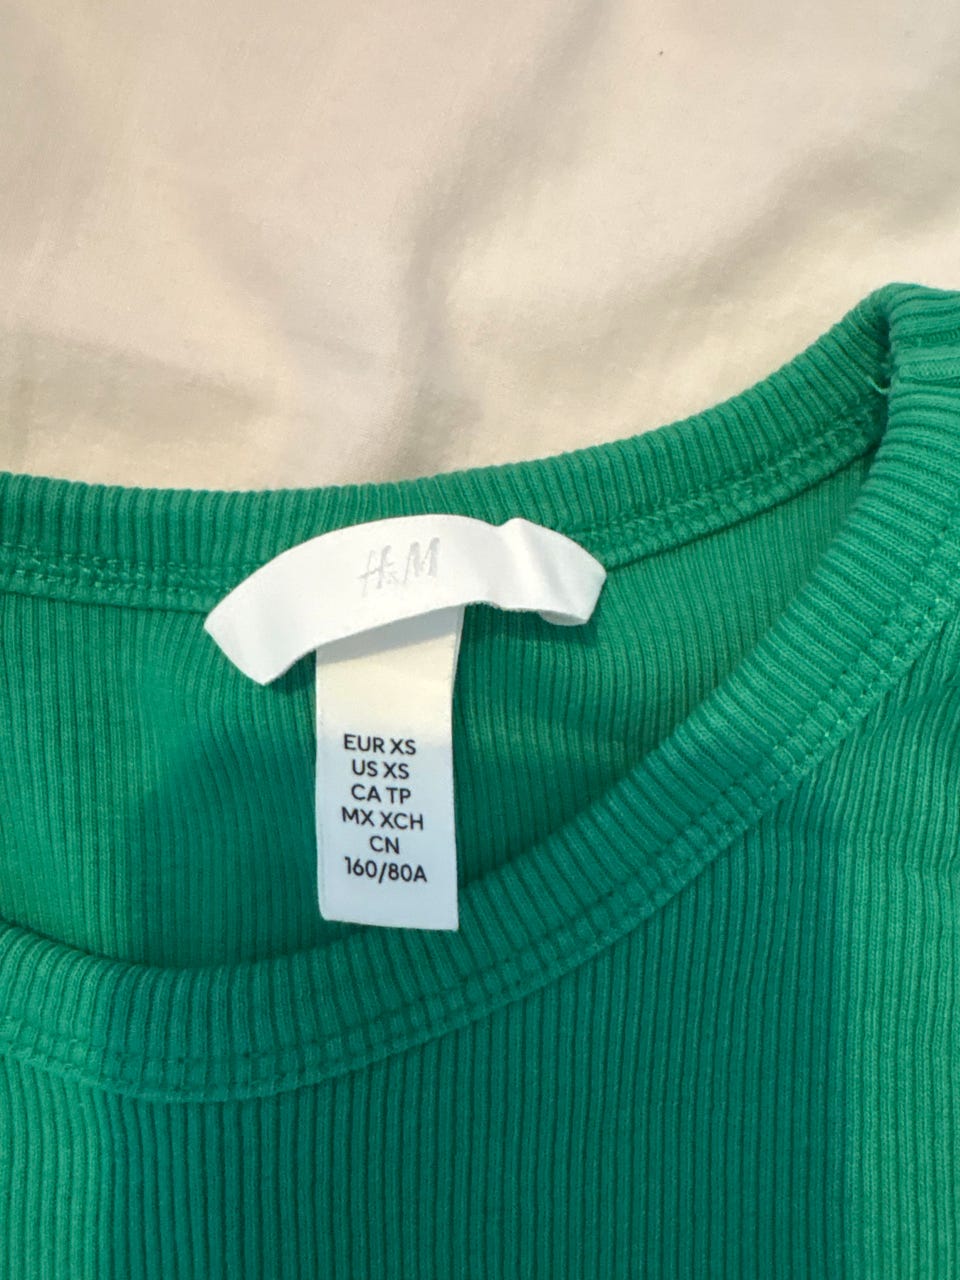 H&M
EUR XS
US XS
CA TP
MX XCH
CN
160/80A